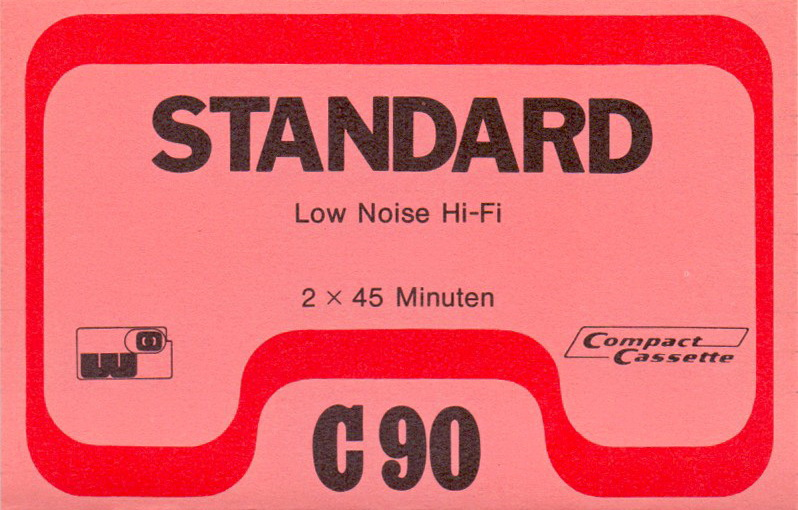 STANDARD
Low Noise Hi-Fi
2 × 45 Minuten
Compact
Cassette
C 90